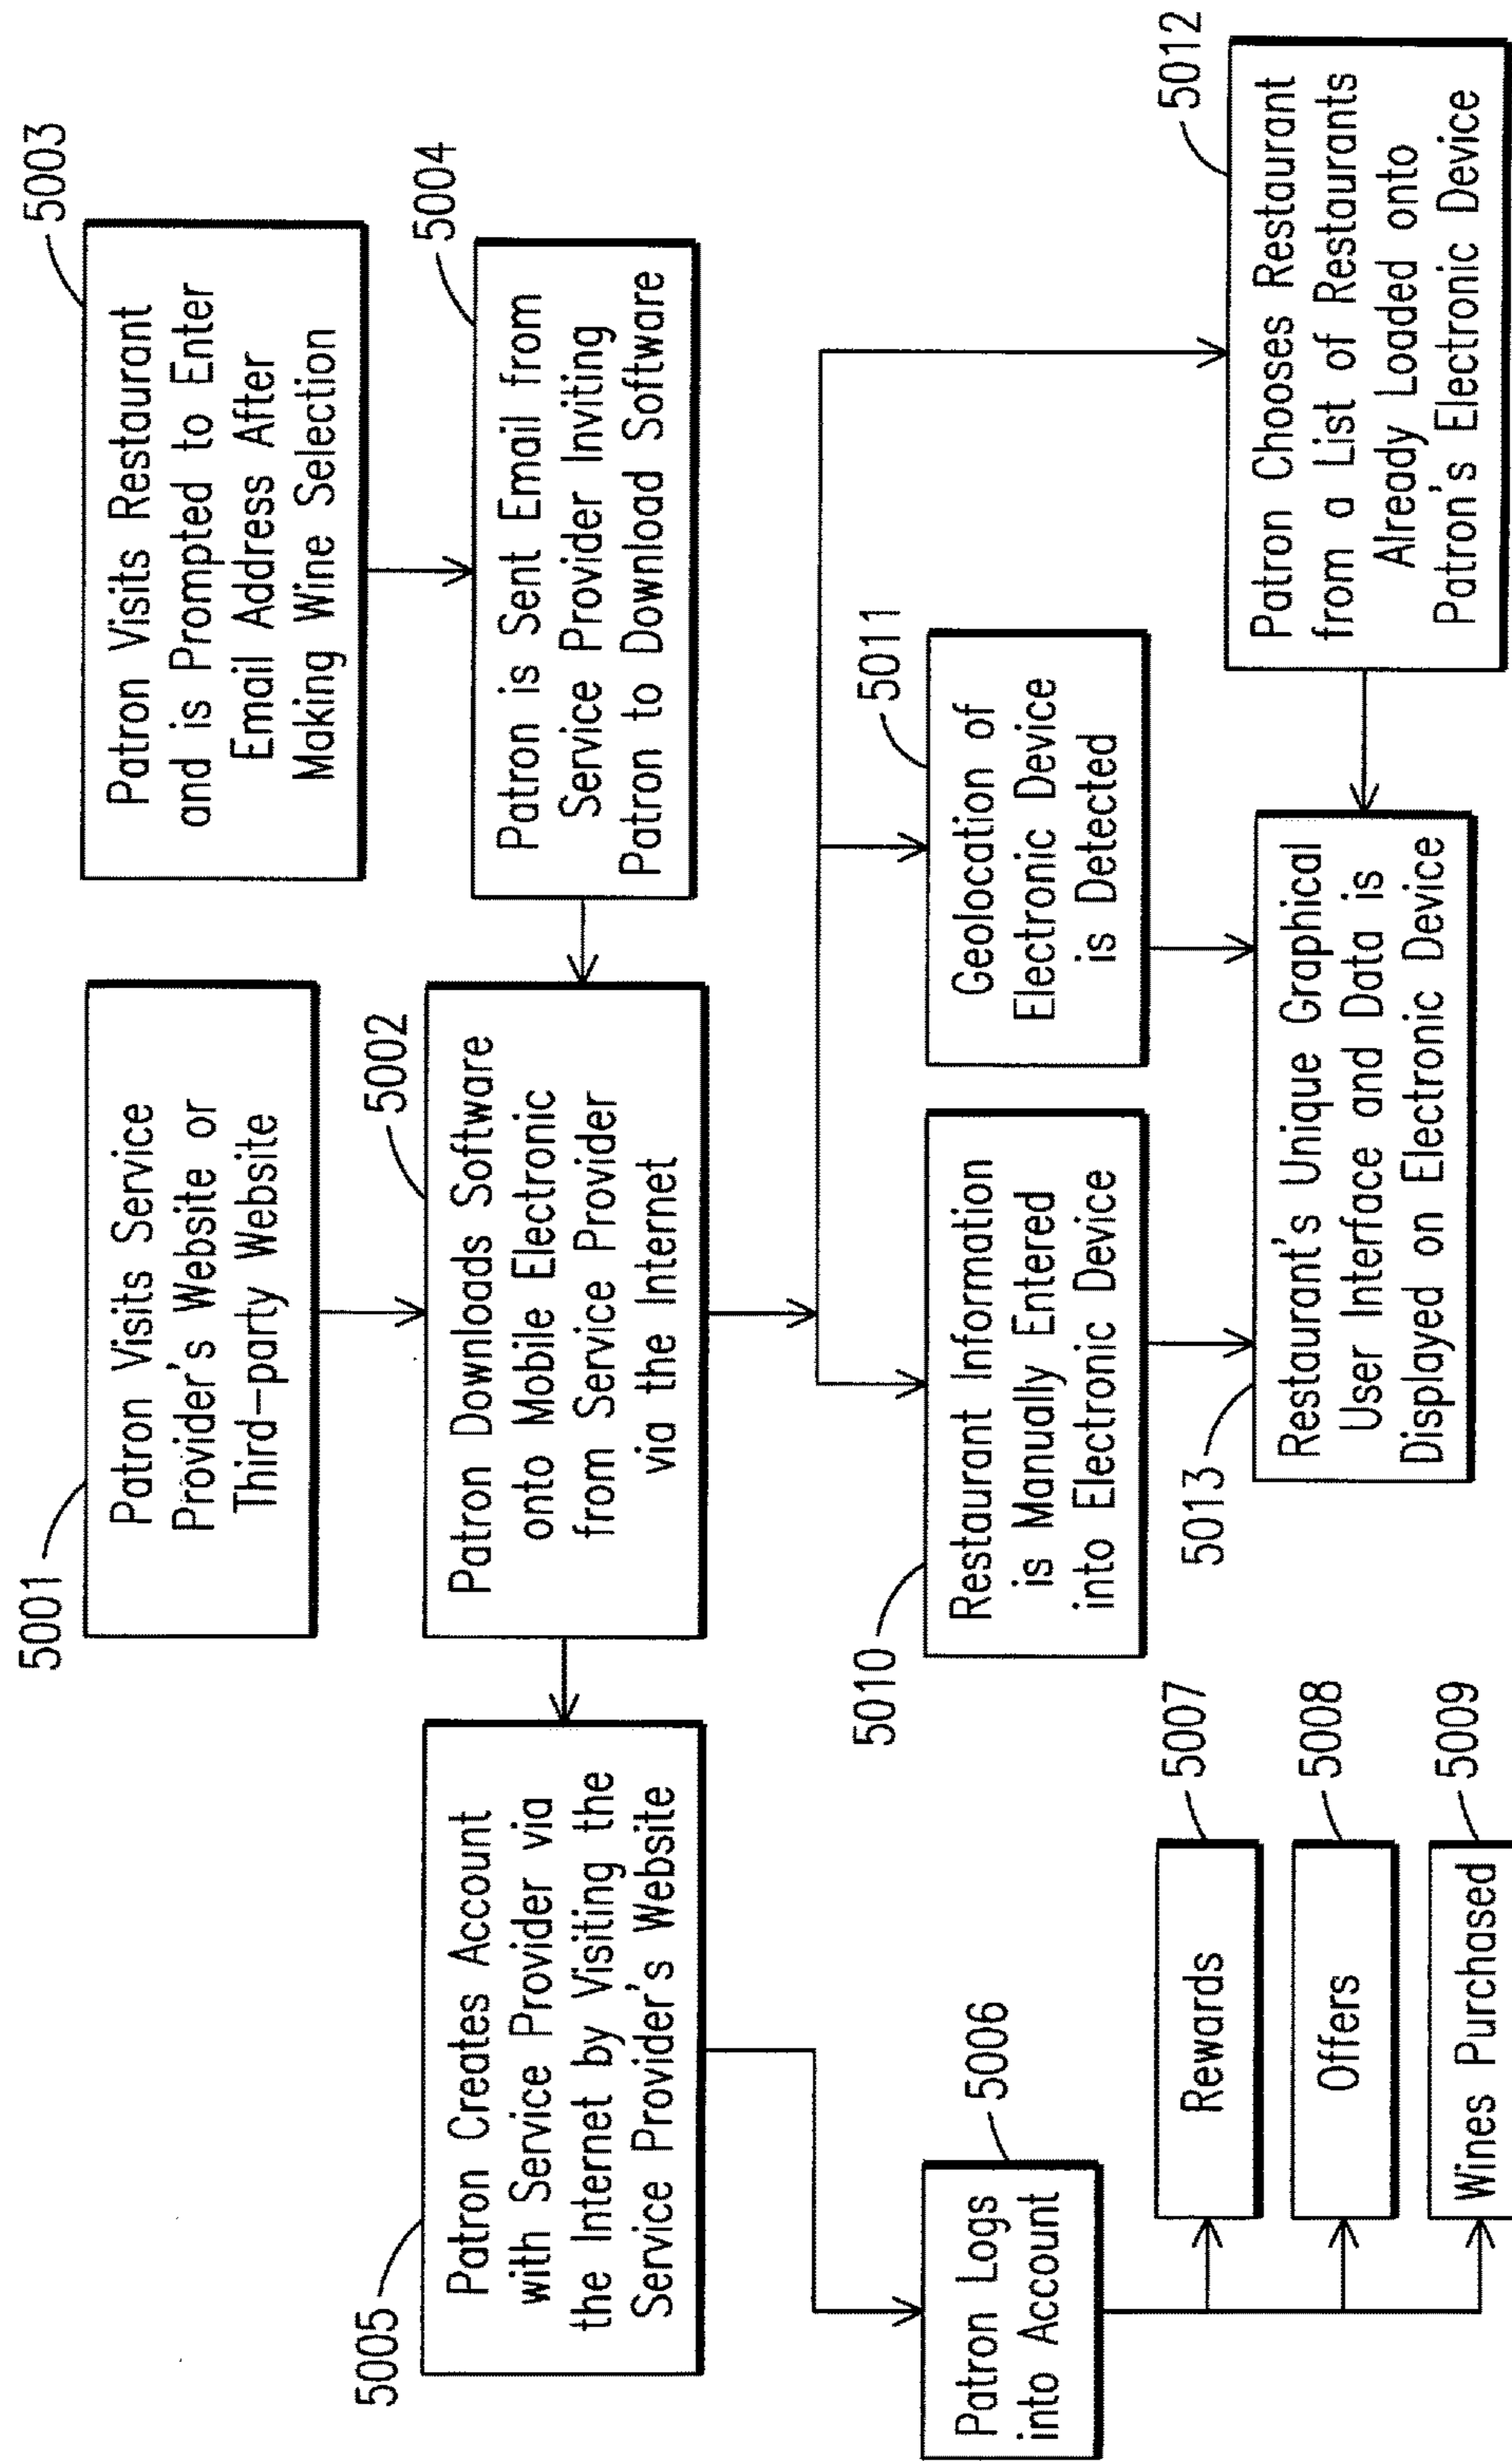 5001
Patron Visits Service
Provider's Website or
Third-party Website
5003
Patron Visits Restaurant
and is Prompted to Enter
Email Address After
Making Wine Selection
5005
Patron Creates Account
with Service Provider via
the Internet by Visiting the
Service Provider's Website
5002
Patron Downloads Software
onto Mobile Electronic
from Service Provider
via the Internet
5004
Patron is Sent Email from
Service Provider Inviting
Patron to Download Software
5006
Patron Logs
into Account
5010
Restaurant Information
is Manually Entered
into Electronic Device
5011
Geolocation of
Electronic Device
is Detected
5012
Patron Chooses Restaurant
from a List of Restaurants
Already Loaded onto
Patron's Electronic Device
5007
Rewards
5008
Offers
5009
Wines Purchased
5013
Restaurant's Unique Graphical
User Interface and Data is
Displayed on Electronic Device